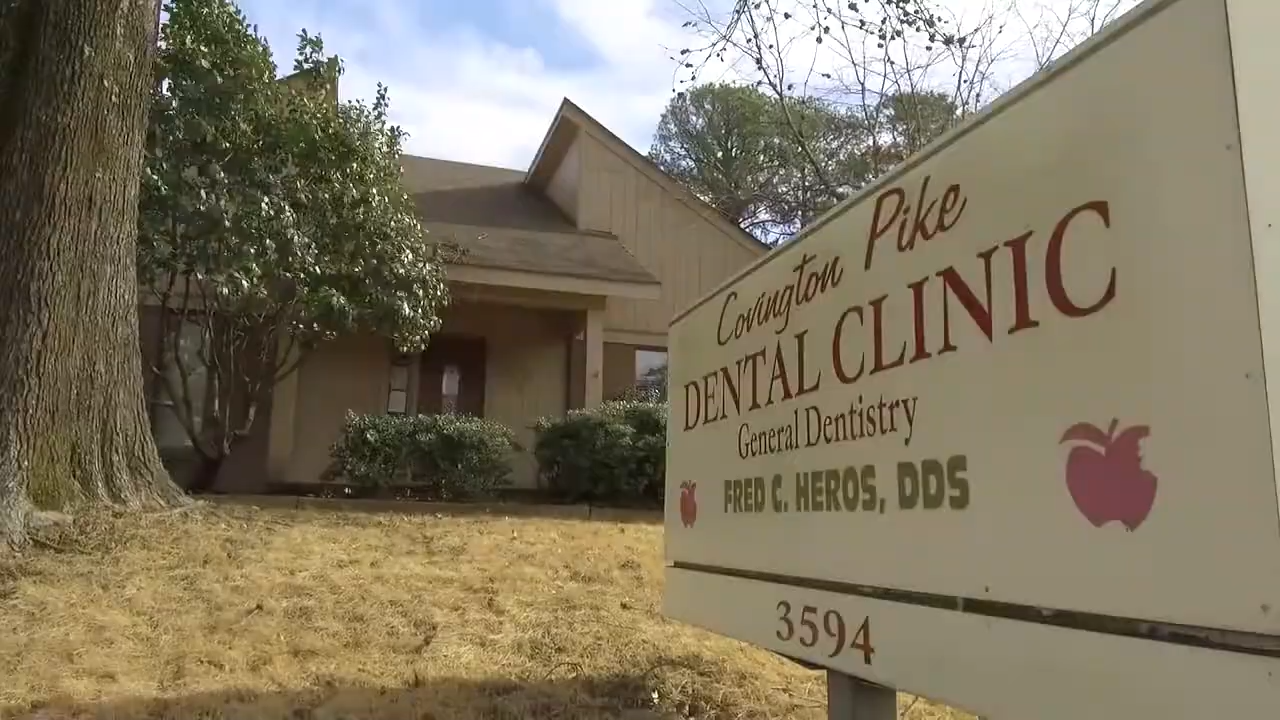 Covington Pike
DENTAL CLINIC
General Dentistry
FRED C. HEROS, DDS
3594